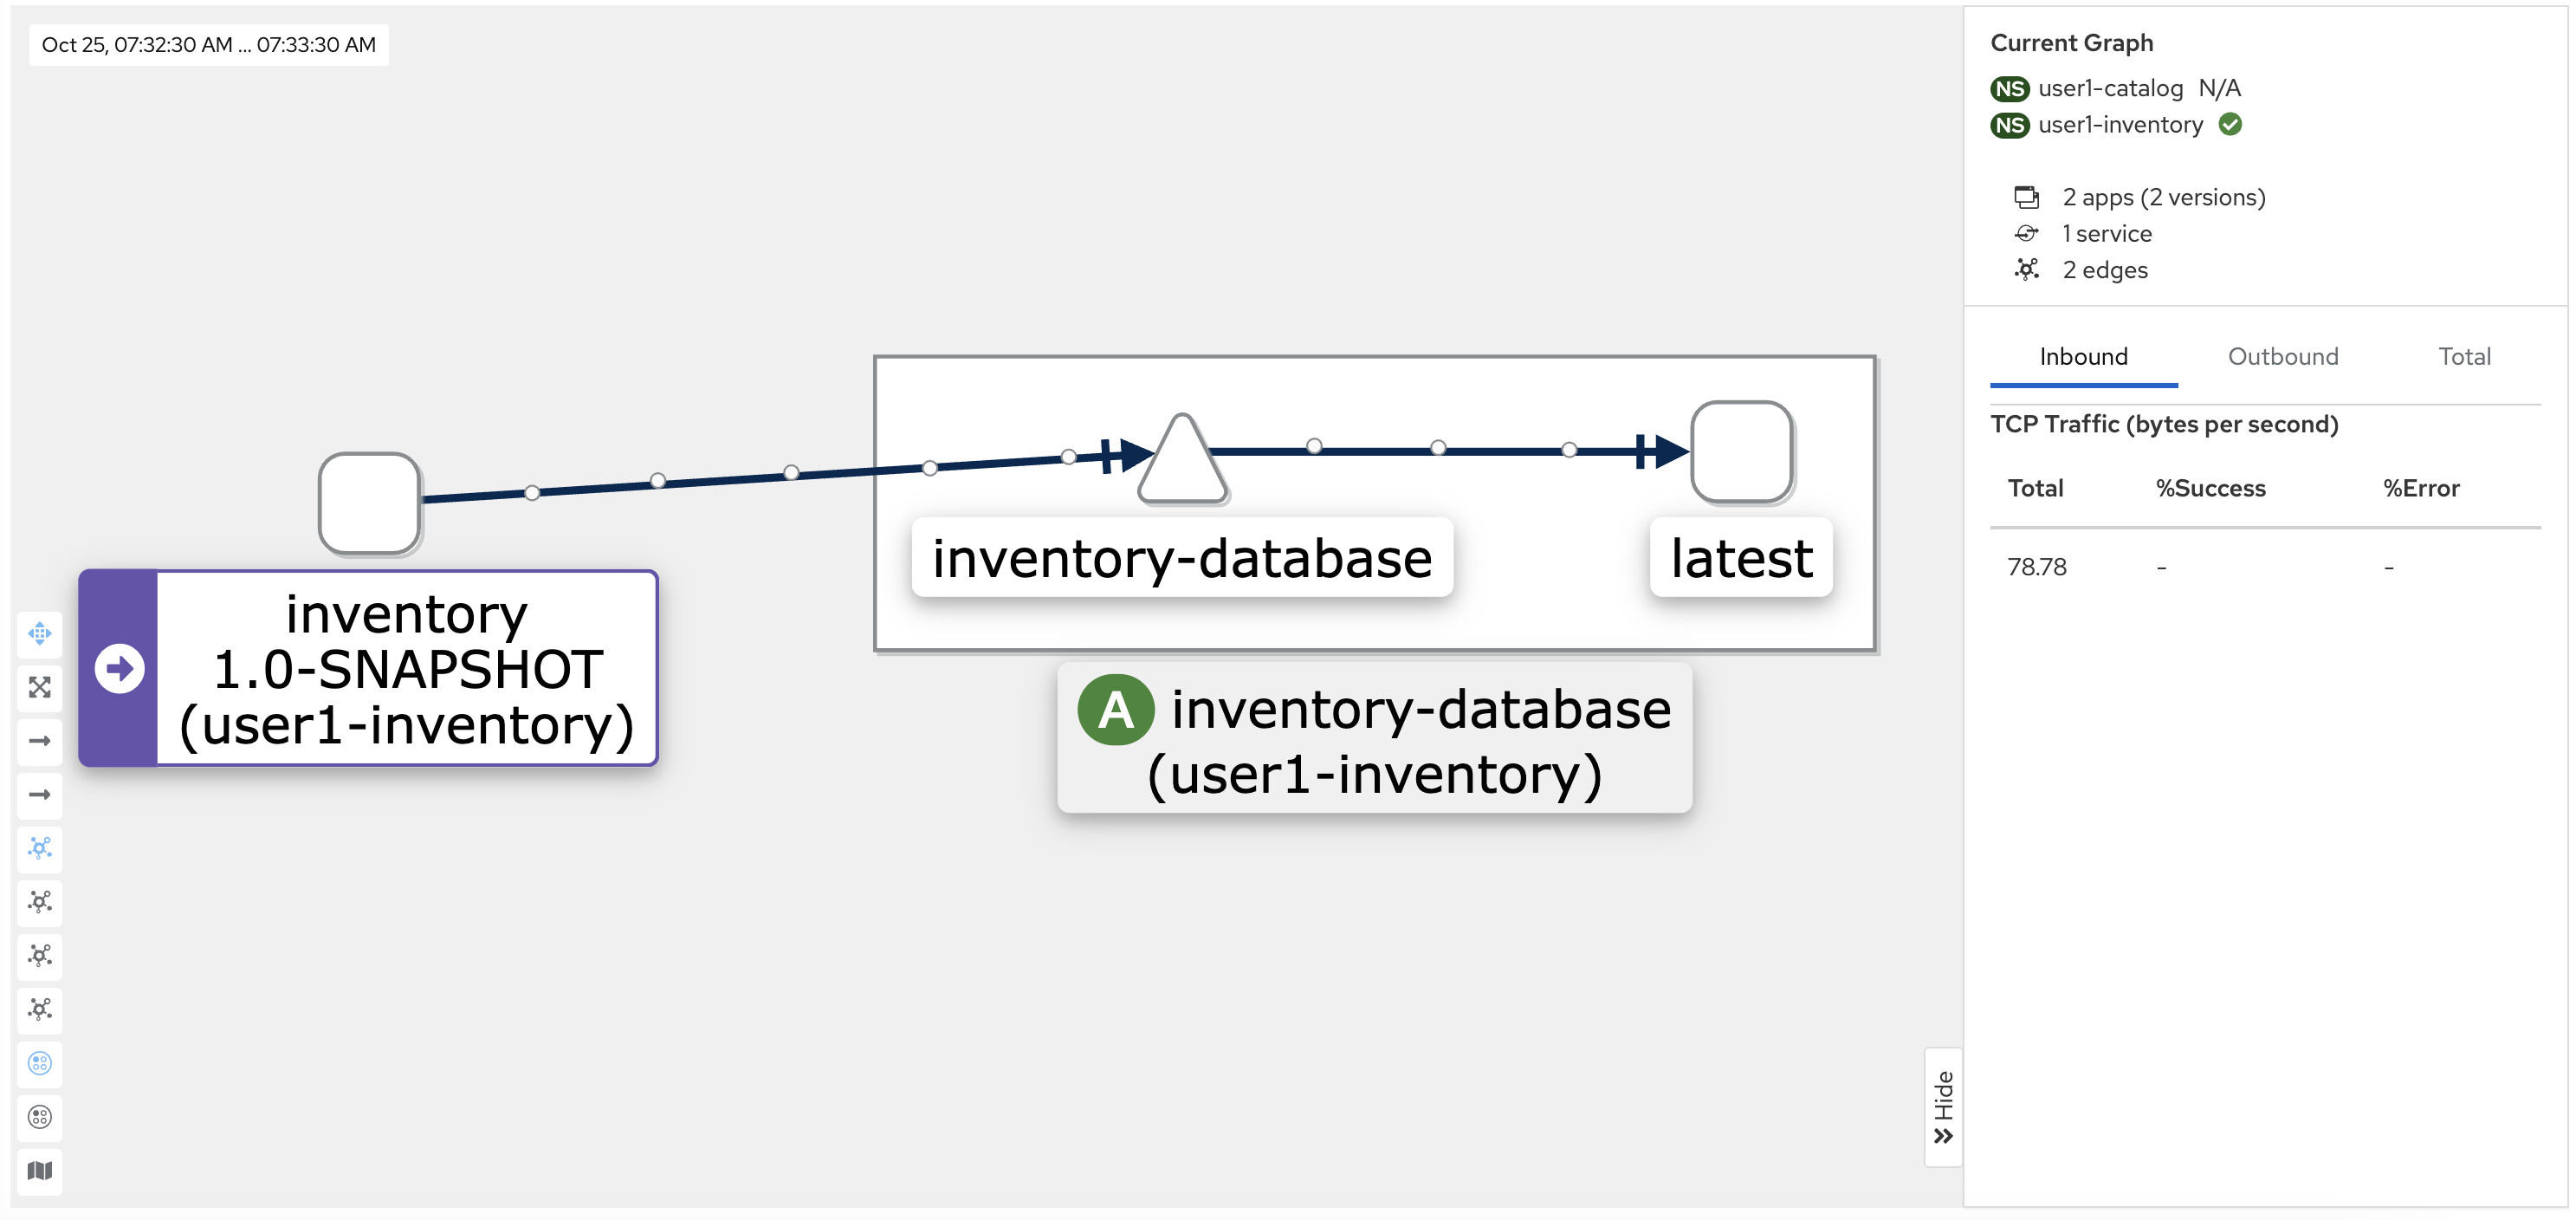 Oct 25, 07:32:30 AM ... 07:33:30 AM
inventory
1.0-SNAPSHOT
(user1-inventory)
inventory-database
latest
A inventory-database
(user1-inventory)
Hide
Current Graph
NS user1-catalog N/A
NS user1-inventory
2 apps (2 versions)
1 service
2 edges
Inbound Outbound Total
TCP Traffic (bytes per second)
Total %Success %Error
78.78 - -